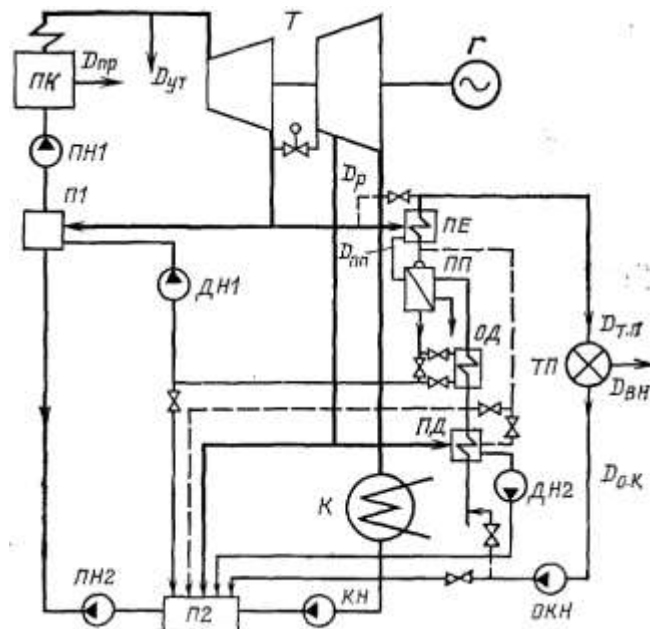 Т
Г
ПК
Dпр
Dут
ПН1
П1
Dр
ПЕ
Dпп
ПП
ДН1
ОД
Dт.п
ТП
Dвн
ПД
К
ДН2
Dо.к
ПН2
П2
КН
ОКН